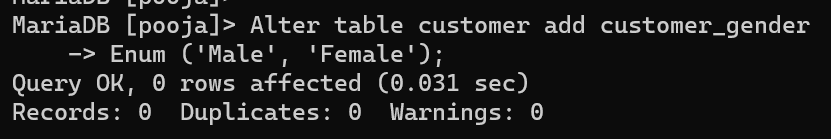 MariaDB [pooja]> Alter table customer add customer_gender
    -> Enum ('Male', 'Female');
Query OK, 0 rows affected (0.031 sec)
Records: 0  Duplicates: 0  Warnings: 0